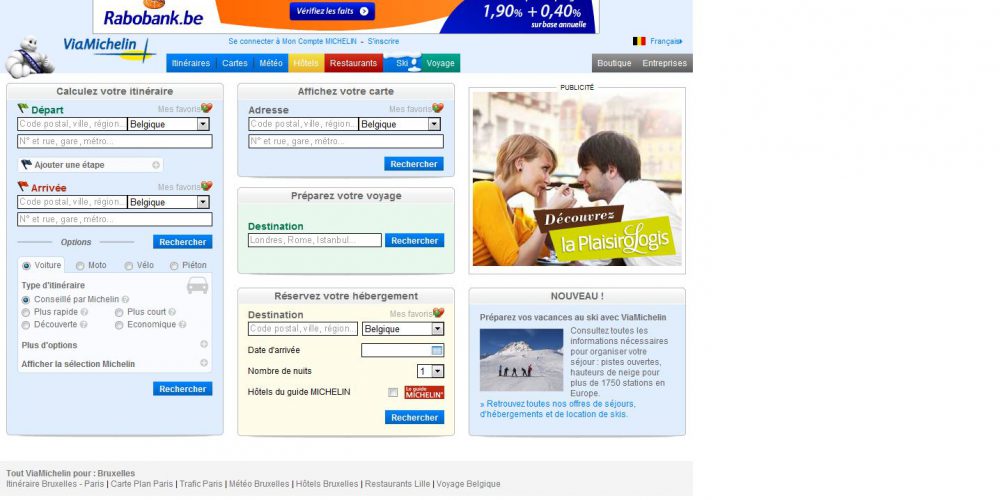 Rabobank.be
Vérifiez les faits
1,90% + 0,40%
sur base annuelle
ViaMichelin
Se connecter à Mon Compte MICHELIN - S'inscrire
Français
Itinéraires
Cartes
Météo
Hôtels
Restaurants
Ski
Voyage
Boutique
Entreprises
Calculez votre itinéraire
Départ
Mes favoris
Code postal, ville, région...
Belgique
N° et rue, gare, métro...
Ajouter une étape
Arrivée
Mes favoris
Code postal, ville, région...
Belgique
N° et rue, gare, métro...
Options
Rechercher
Voiture
Moto
Vélo
Piéton
Type d'itinéraire
Conseillé par Michelin
Plus rapide
Plus court
Découverte
Economique
Plus d'options
Afficher la sélection Michelin
Rechercher
Affichez votre carte
Adresse
Mes favoris
Code postal, ville, région...
Belgique
N° et rue, gare, métro...
Rechercher
Préparez votre voyage
Destination
Londres, Rome, Istanbul...
Rechercher
Réservez votre hébergement
Destination
Mes favoris
Code postal, ville, région...
Belgique
Date d'arrivée
Nombre de nuits
1
Hôtels du guide MICHELIN
Le guide
MICHELIN
Rechercher
PUBLICITÉ
Découvrez
la PlaisiroLogis
NOUVEAU !
Préparez vos vacances au ski avec ViaMichelin
Consultez toutes les
informations nécessaires
pour organiser votre
séjour : pistes ouvertes,
hauteurs de neige pour
plus de 1750 stations en
Europe.
» Retrouvez toutes nos offres de séjours,
d'hébergements et de location de skis.
Tout ViaMichelin pour : Bruxelles
Itinéraire Bruxelles - Paris | Carte Plan Paris | Trafic Paris | Météo Bruxelles | Hôtels Bruxelles | Restaurants Lille | Voyage Belgique